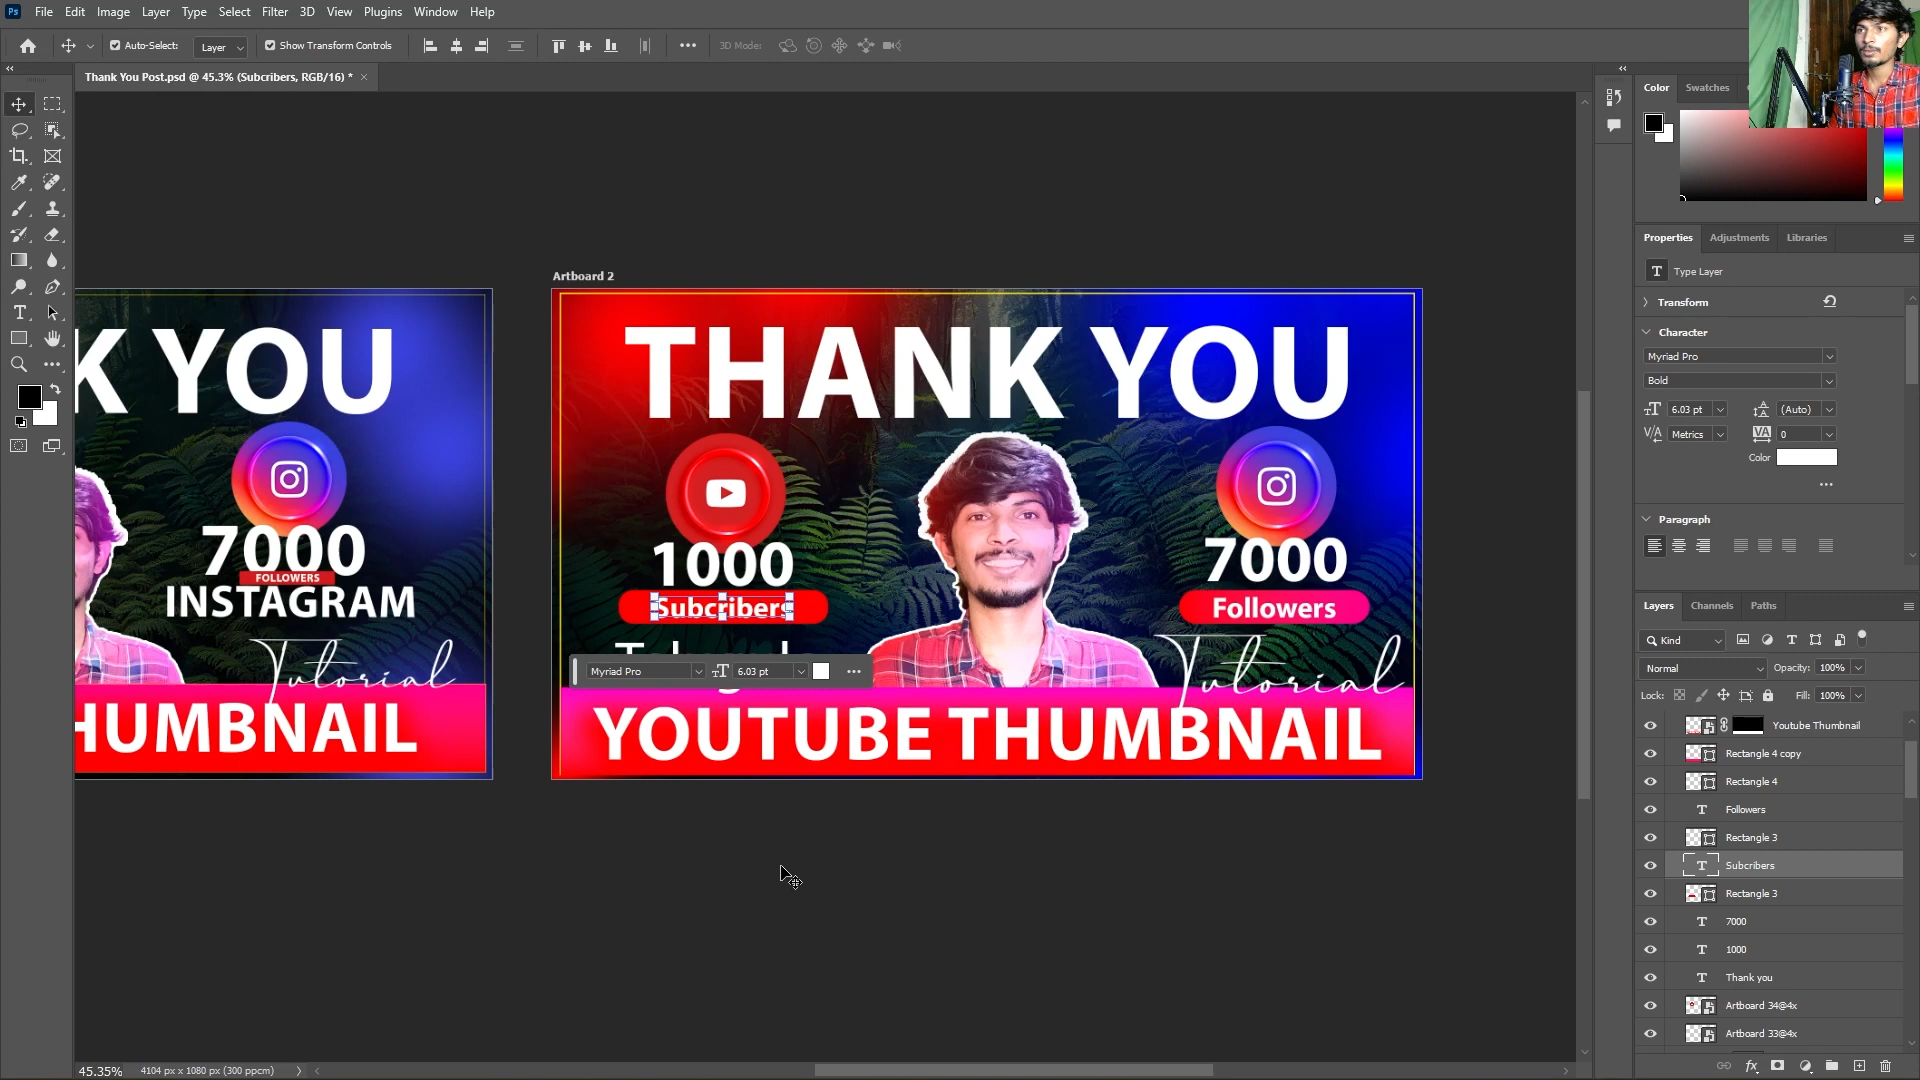 Ps File Edit Image Layer Type Select Filter 3D View Plugins Window Help
Auto-Select: Layer Show Transform Controls 3D Mode:
Thank You Post.psd @ 45.3% (Subcribers, RGB/16) * ×
Color Swatches
Properties Adjustments Libraries
T Type Layer
Transform
Character
Myriad Pro
Bold
6.03 pt (Auto)
Metrics 0
Color
Paragraph
Layers Channels Paths
Kind
Normal Opacity: 100%
Lock: Fill: 100%
Youtube Thumbnail
Rectangle 4 copy
Rectangle 4
Followers
Rectangle 3
Subcribers
Rectangle 3
7000
1000
Thank you
Artboard 34@4x
Artboard 33@4x
K YOU
7000
FOLLOWERS
INSTAGRAM
Tutorial
HUMBNAIL
Artboard 2
THANK YOU
1000
Subcribers
7000
Followers
Tutorial
Myriad Pro 6.03 pt
YOUTUBE THUMBNAIL
45.35% 4104 px x 1080 px (300 ppcm)